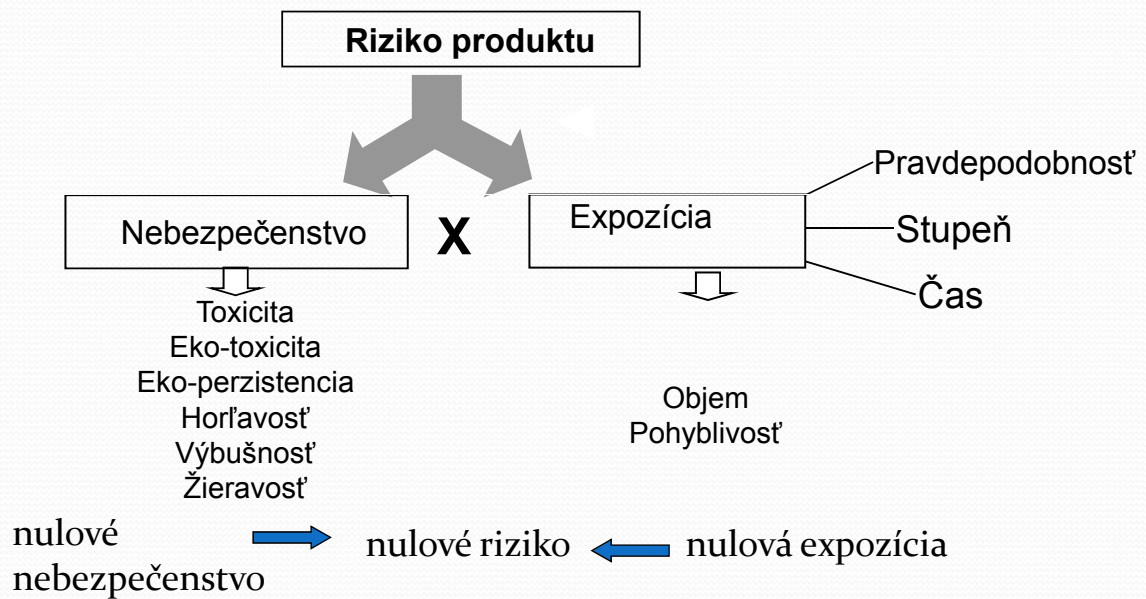 Riziko produktu
Nebezpečenstvo
X
Expozícia
Pravdepodobnosť
Stupeň
Čas
Toxicita
Eko-toxicita
Eko-perzistencia
Horľavosť
Výbušnosť
Žieravosť
Objem
Pohyblivosť
nulové
nebezpečenstvo
nulové riziko
nulová expozícia